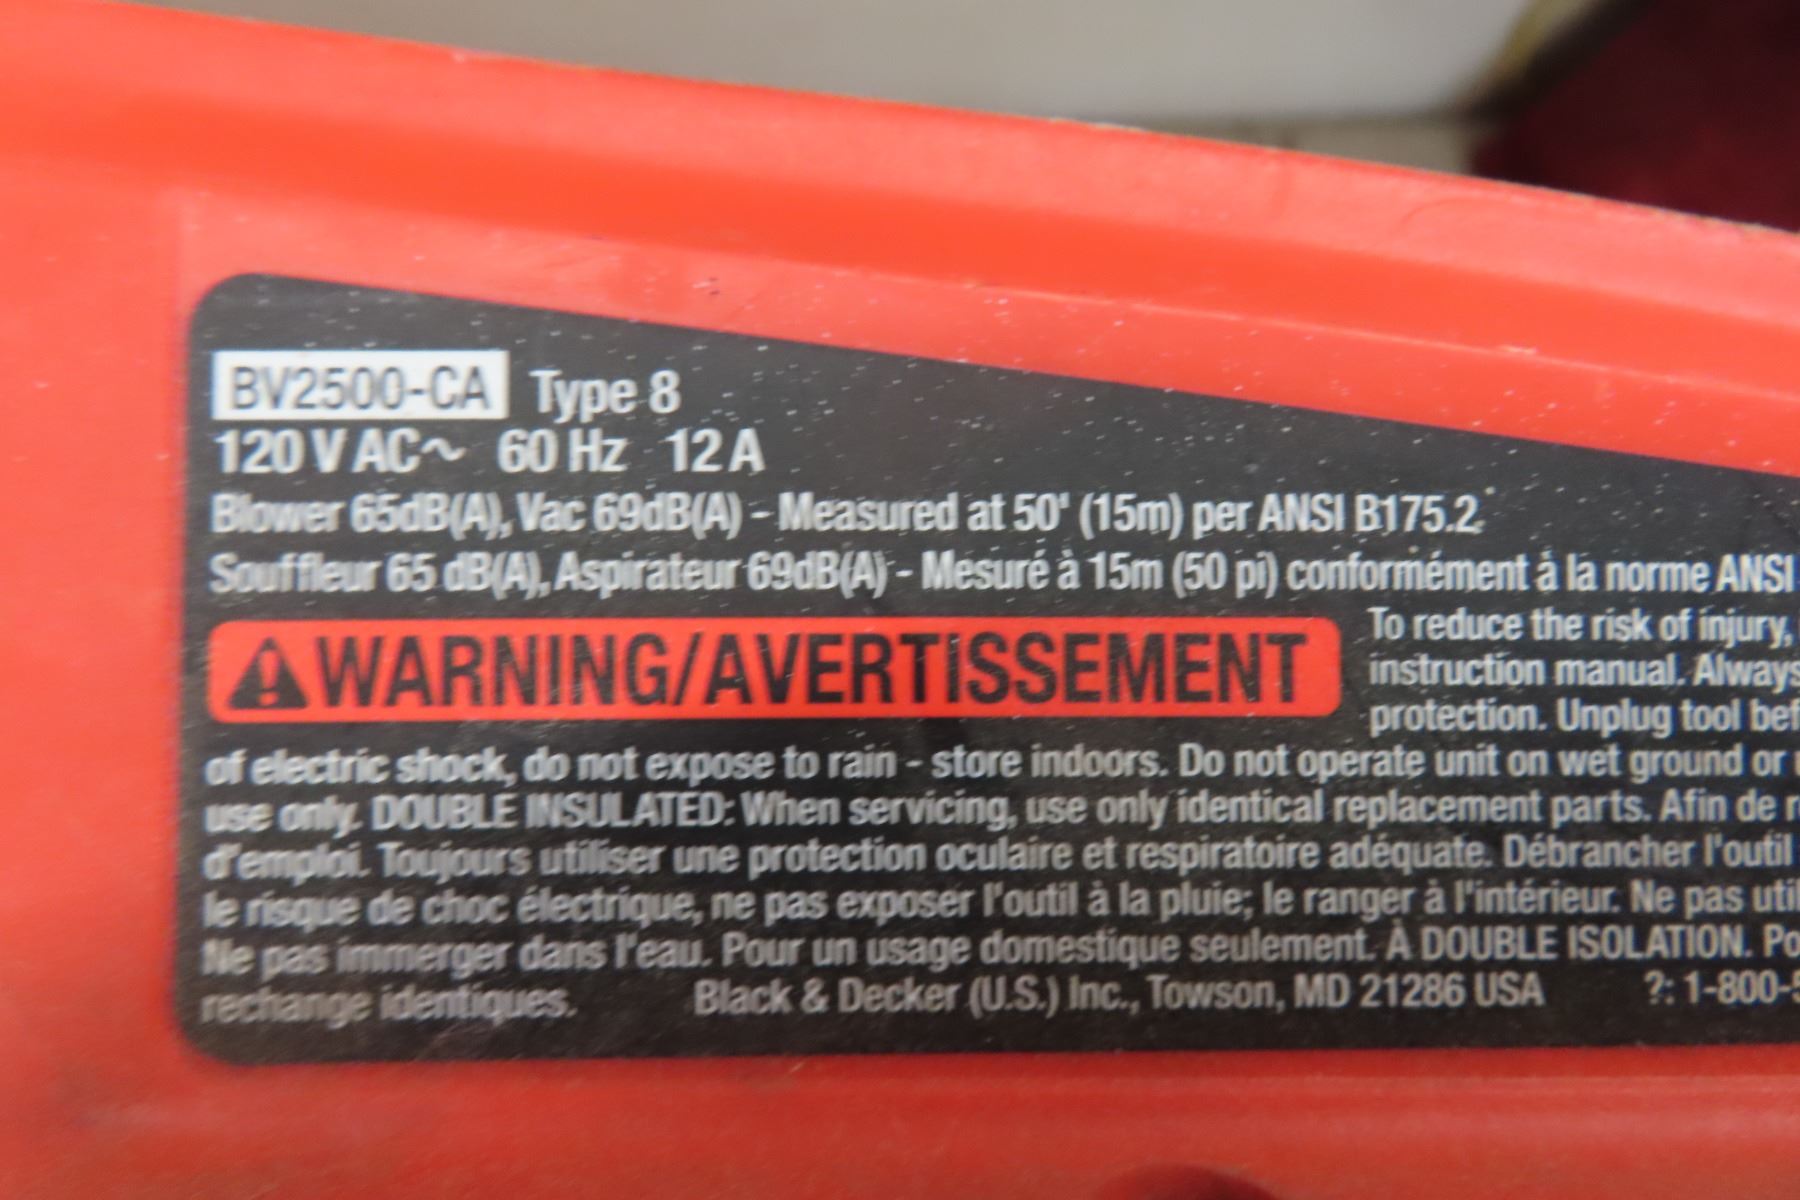 BV2500-CA Type 8
120 V AC~ 60 Hz 12 A
Blower 65dB(A), Vac 69dB(A) - Measured at 50' (15m) per ANSI B175.2
Souffleur 65 dB(A), Aspirateur 69dB(A) - Mesuré à 15m (50 pi) conformément à la norme ANSI
WARNING/AVERTISSEMENT
To reduce the risk of injury,
instruction manual. Always
protection. Unplug tool bef
of electric shock, do not expose to rain - store indoors. Do not operate unit on wet ground or
use only. DOUBLE INSULATED: When servicing, use only identical replacement parts. Afin de r
d'emploi. Toujours utiliser une protection oculaire et respiratoire adéquate. Débrancher l'outil
le risque de choc électrique, ne pas exposer l'outil à la pluie; le ranger à l'intérieur. Ne pas util
Ne pas immerger dans l'eau. Pour un usage domestique seulement. À DOUBLE ISOLATION. Po
rechange identiques. Black & Decker (U.S.) Inc., Towson, MD 21286 USA ?: 1-800-5